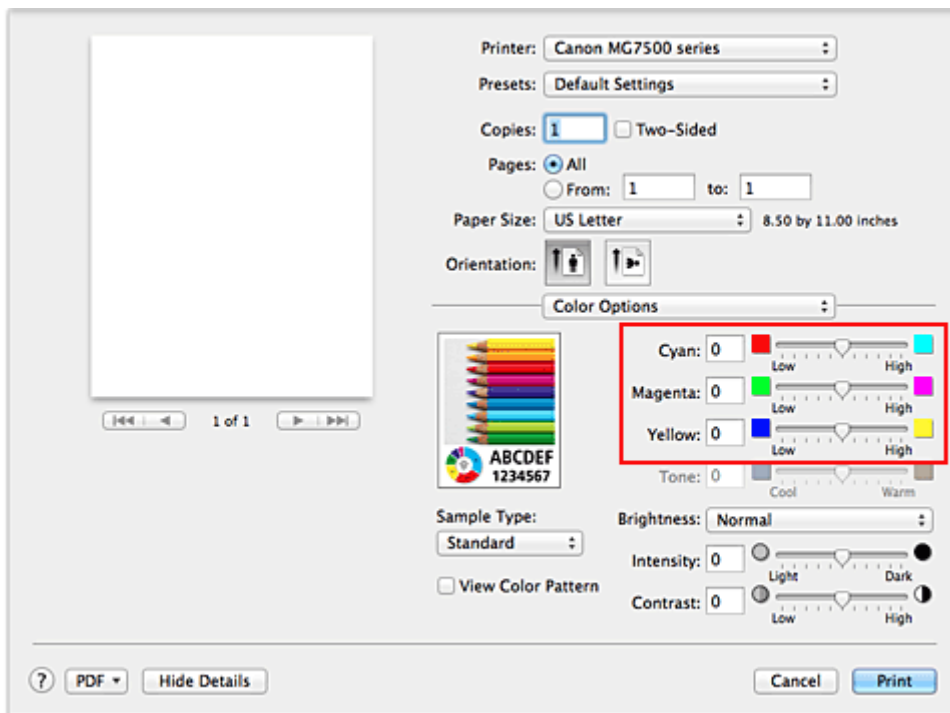 Printer: Canon MG7500 series
Presets: Default Settings
Copies: 1 Two-Sided
Pages: All
From: 1 to: 1
Paper Size: US Letter 8.50 by 11.00 inches
Orientation:
Color Options
Cyan: 0
Low High
Magenta: 0
Low High
Yellow: 0
Low High
Tone: 0
Cool Warm
1 of 1
ABCDEF
1234567
Sample Type:
Standard
View Color Pattern
Brightness: Normal
Intensity: 0
Light Dark
Contrast: 0
Low High
? PDF Hide Details Cancel Print